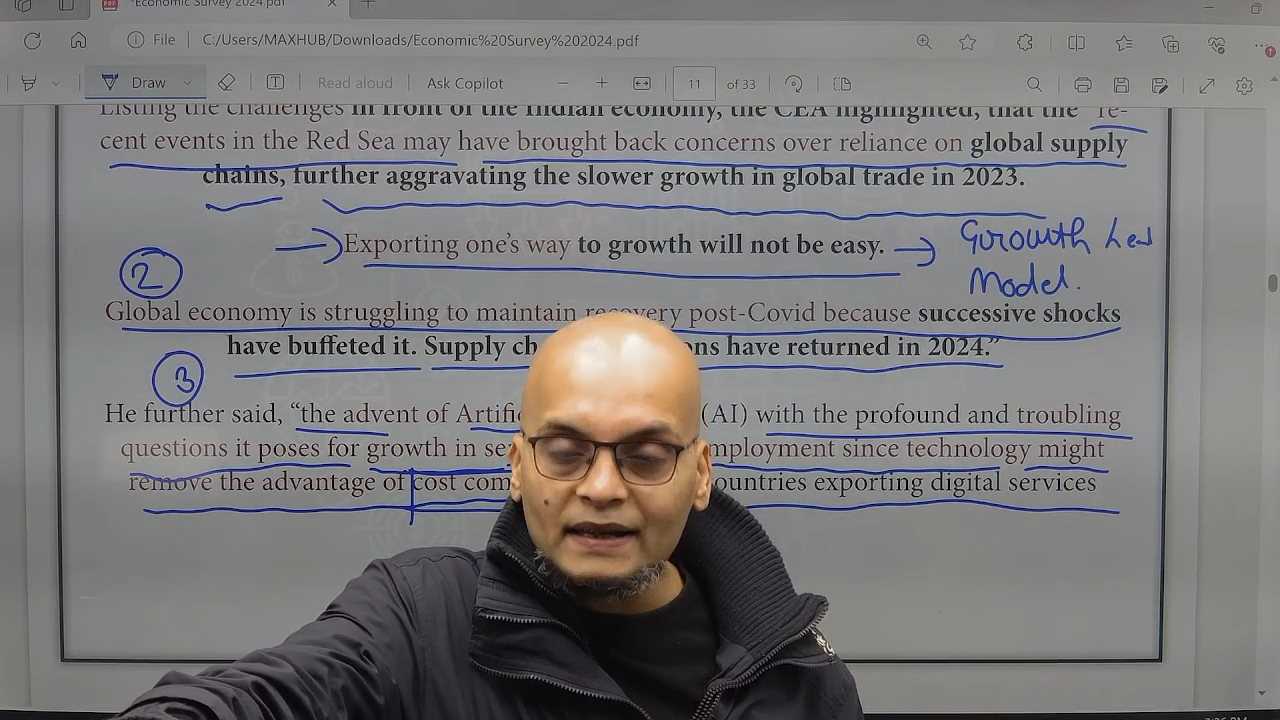 *Economic Survey 2024.pdf
File
C:/Users/MAXHUB/Downloads/Economic%20Survey%202024.pdf
Draw
Read aloud
Ask Copilot
11 of 33
Listing the challenges in front of the Indian economy, the CEA highlighted, that the "re-
cent events in the Red Sea may have brought back concerns over reliance on global supply
chains, further aggravating the slower growth in global trade in 2023.
Exporting one's way to growth will not be easy.
Growth Led
Model.
2
Global economy is struggling to maintain recovery post-Covid because successive shocks
have buffeted it. Supply ons have returned in 2024."
3
He further said, "the advent of (AI) with the profound and troubling
questions it poses for growth in mployment since technology might
remove the advantage of cost ountries exporting digital services